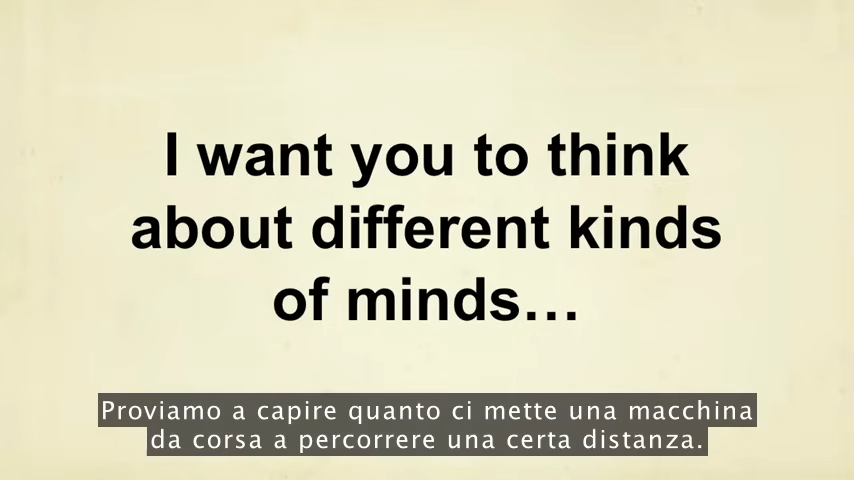 I want you to think
about different kinds
of minds…
Proviamo a capire quanto ci mette una macchina
da corsa a percorrere una certa distanza.